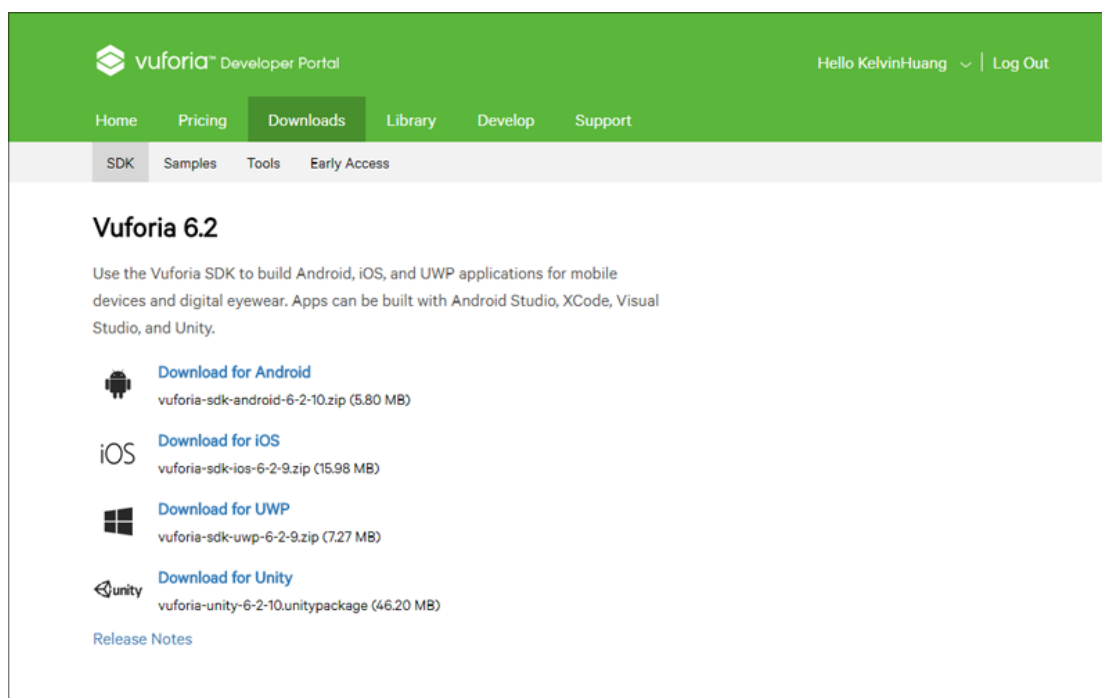 vuforia™ Developer Portal
Hello KelvinHuang | Log Out
Home Pricing Downloads Library Develop Support
SDK Samples Tools Early Access
Vuforia 6.2
Use the Vuforia SDK to build Android, iOS, and UWP applications for mobile
devices and digital eyewear. Apps can be built with Android Studio, XCode, Visual
Studio, and Unity.
Download for Android
vuforia-sdk-android-6-2-10.zip (5.80 MB)
iOS
Download for iOS
vuforia-sdk-ios-6-2-9.zip (15.98 MB)
Download for UWP
vuforia-sdk-uwp-6-2-9.zip (7.27 MB)
unity
Download for Unity
vuforia-unity-6-2-10.unitypackage (46.20 MB)
Release Notes